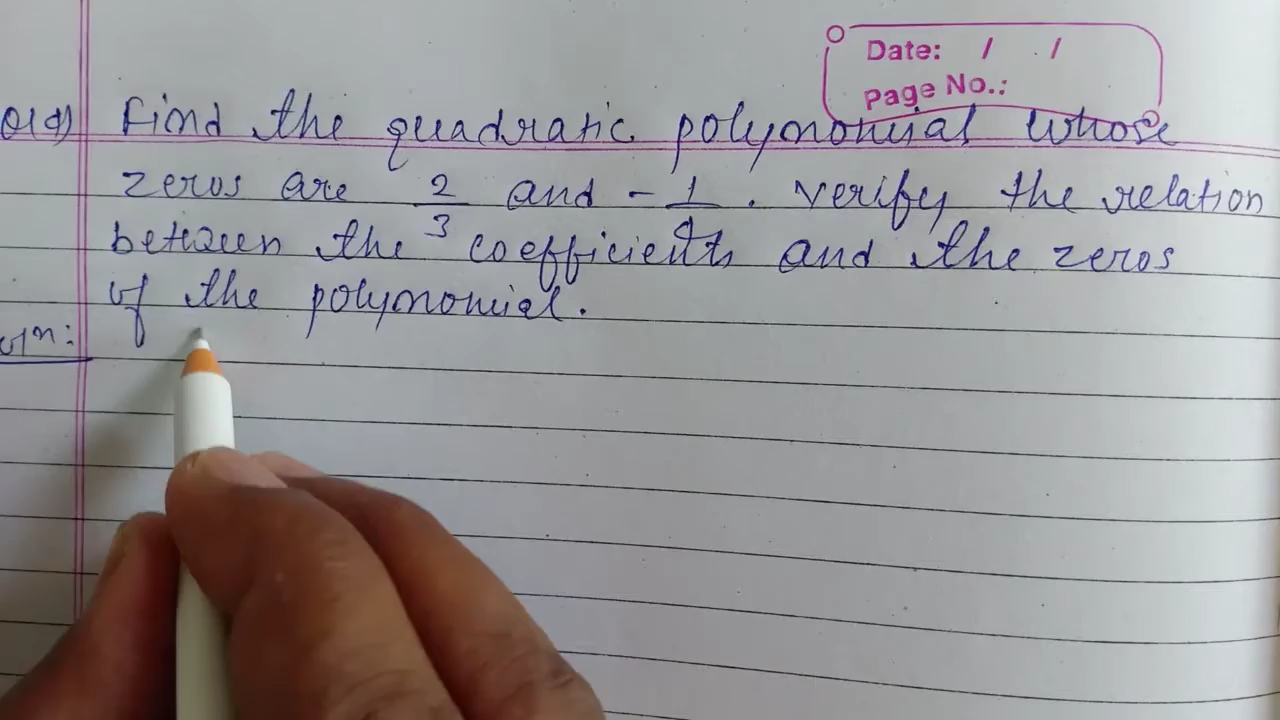 Date: / /
Page No.:
Find the quadratic polynomial whose
zeros are 2/3 and - 1/4 . Verify the relation
between the coefficients and the zeros
of the polynomial.